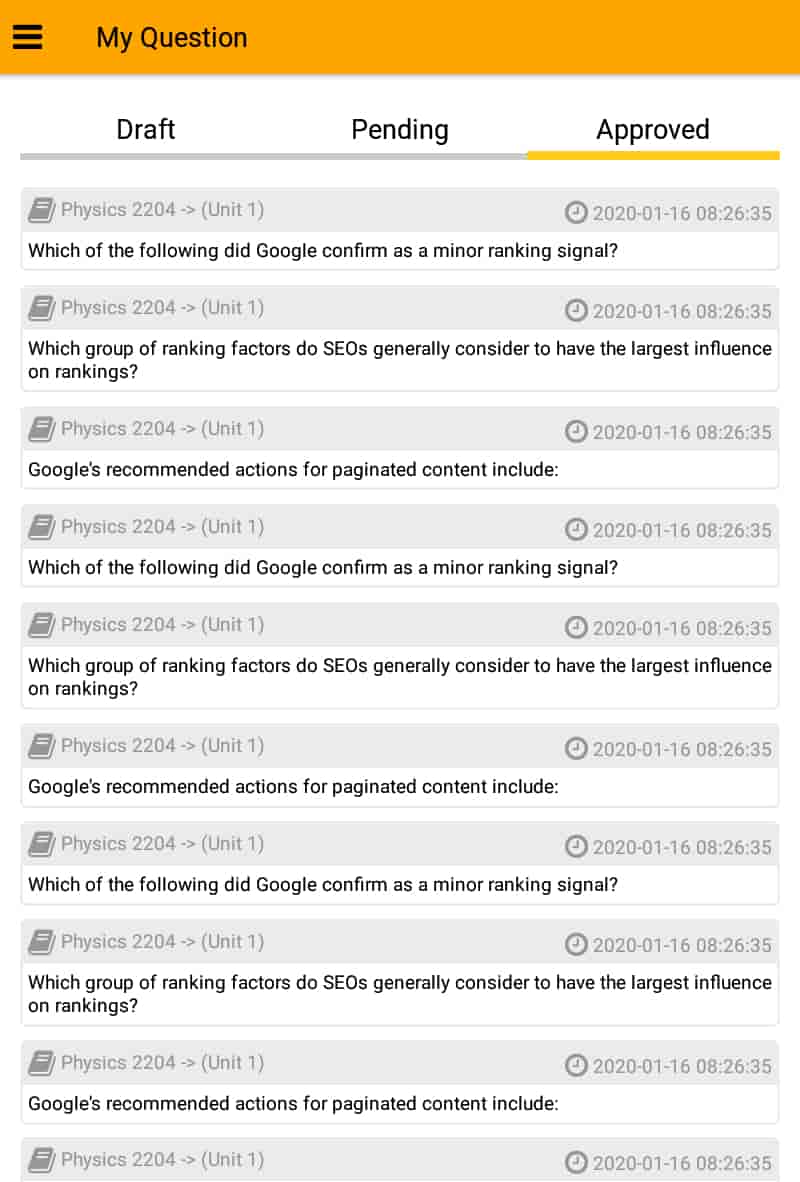 My Question
Draft Pending Approved
Physics 2204 -> (Unit 1) 2020-01-16 08:26:35
Which of the following did Google confirm as a minor ranking signal?
Physics 2204 -> (Unit 1) 2020-01-16 08:26:35
Which group of ranking factors do SEOs generally consider to have the largest influence
on rankings?
Physics 2204 -> (Unit 1) 2020-01-16 08:26:35
Google's recommended actions for paginated content include:
Physics 2204 -> (Unit 1) 2020-01-16 08:26:35
Which of the following did Google confirm as a minor ranking signal?
Physics 2204 -> (Unit 1) 2020-01-16 08:26:35
Which group of ranking factors do SEOs generally consider to have the largest influence
on rankings?
Physics 2204 -> (Unit 1) 2020-01-16 08:26:35
Google's recommended actions for paginated content include:
Physics 2204 -> (Unit 1) 2020-01-16 08:26:35
Which of the following did Google confirm as a minor ranking signal?
Physics 2204 -> (Unit 1) 2020-01-16 08:26:35
Which group of ranking factors do SEOs generally consider to have the largest influence
on rankings?
Physics 2204 -> (Unit 1) 2020-01-16 08:26:35
Google's recommended actions for paginated content include:
Physics 2204 -> (Unit 1) 2020-01-16 08:26:35